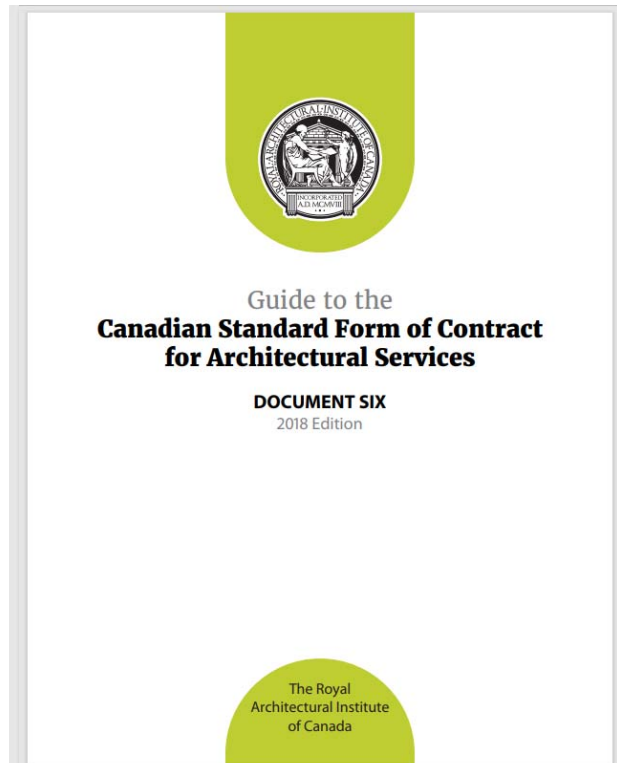 ROYAL·ARCHITECTURAL·INSTITUTE·OF·CANADA
INCORPORATED
A.D. MCMVIII
Guide to the
Canadian Standard Form of Contract
for Architectural Services
DOCUMENT SIX
2018 Edition
The Royal
Architectural Institute
of Canada